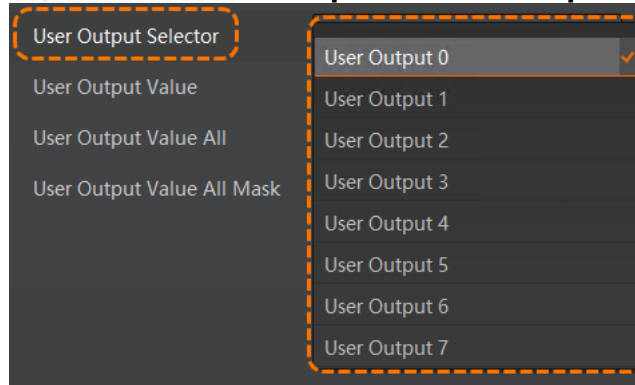 User Output Selector
User Output Value
User Output Value All
User Output Value All Mask
User Output 0
User Output 1
User Output 2
User Output 3
User Output 4
User Output 5
User Output 6
User Output 7